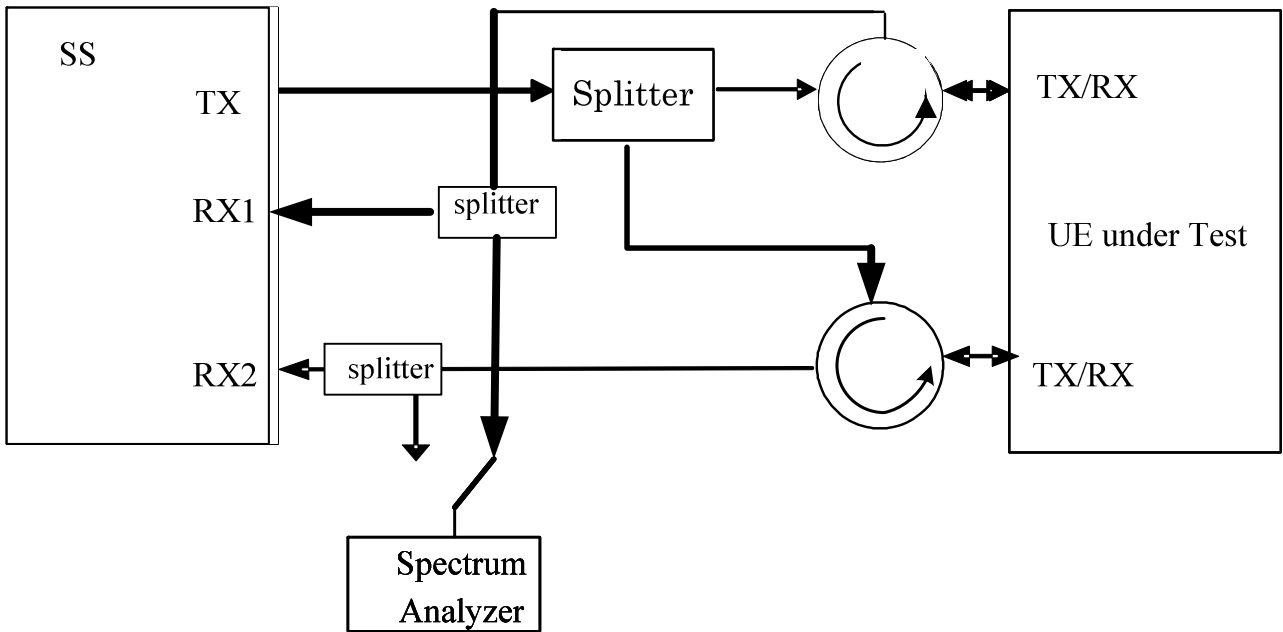 SS
TX
Splitter
TX/RX
RX1
splitter
UE under Test
RX2
splitter
TX/RX
Spectrum
Analyzer